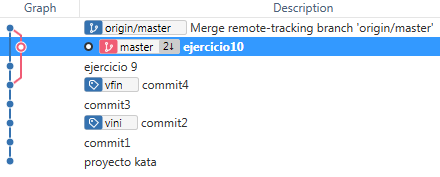 Graph Description
origin/master Merge remote-tracking branch 'origin/master'
master 2↓ ejercicio10
ejercicio 9
vfin commit4
commit3
vini commit2
commit1
proyecto kata